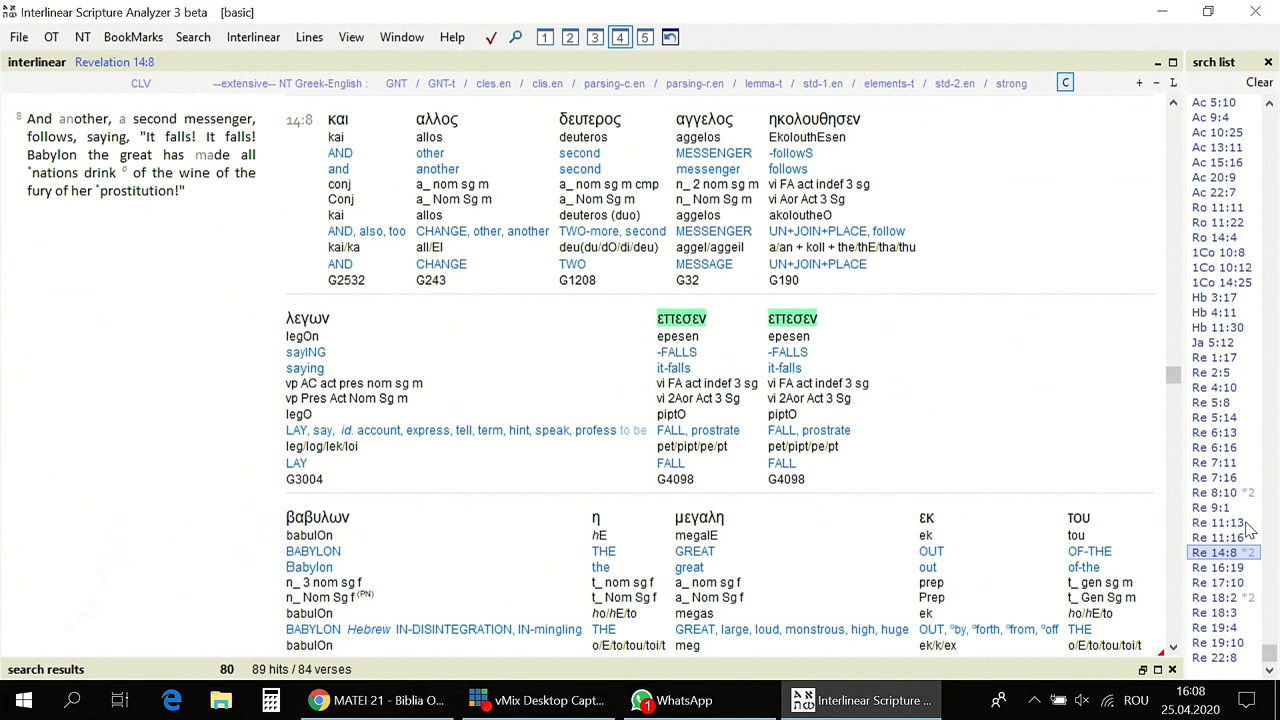 Interlinear Scripture Analyzer 3 beta [basic]
File OT NT BookMarks Search Interlinear Lines View Window Help 1 2 3 4 5
interlinear Revelation 14:8 srch list
CLV --extensive-- NT Greek-English : GNT / GNT-t / cles.en / clis.en / parsing-c.en / parsing-r.en / lemma-t / std-1.en / elements-t / std-2.en / strong C + − Clear
8 And another, a second messenger,
follows, saying, "It falls! It falls!
Babylon the great has made all
°nations drink ° of the wine of the
fury of her °prostitution!"
14:8 και αλλος δευτερος αγγελος ηκολουθησεν
kai allos deuteros aggelos EkolouthEsen
AND other second MESSENGER -followS
and another second messenger follows
conj a_ nom sg m a_ nom sg m cmp n_ 2 nom sg m vi FA act indef 3 sg
Conj a_ Nom Sg m a_ Nom Sg m n_ Nom Sg m vi Aor Act 3 Sg
kai allos deuteros (duo) aggelos akoloutheO
AND, also, too CHANGE, other, another TWO-more, second MESSENGER UN+JOIN+PLACE, follow
kai/ka all/El deu(du/dO/di/deu) aggel/aggeil a/an + koll + the/thE/tha/thu
AND CHANGE TWO MESSAGE UN+JOIN+PLACE
G2532 G243 G1208 G32 G190
λεγων επεσεν επεσεν
legOn epesen epesen
sayING -FALLS -FALLS
saying it-falls it-falls
vp AC act pres nom sg m vi FA act indef 3 sg vi FA act indef 3 sg
vp Pres Act Nom Sg m vi 2Aor Act 3 Sg vi 2Aor Act 3 Sg
legO piptO piptO
LAY, say, id. account, express, tell, term, hint, speak, profess to be FALL, prostrate FALL, prostrate
leg/log/lek/loi pet/pipt/pe/pt pet/pipt/pe/pt
LAY FALL FALL
G3004 G4098 G4098
βαβυλων η μεγαλη εκ του
babulOn hE megalE ek tou
BABYLON THE GREAT OUT OF-THE
Babylon the great out of-the
n_ 3 nom sg f t_ nom sg f a_ nom sg f prep t_ gen sg m
n_ Nom Sg f (PN) t_ Nom Sg f a_ Nom Sg f Prep t_ Gen Sg m
babulOn ho/hE/to megas ek ho/hE/to
BABYLON Hebrew IN-DISINTEGRATION, IN-mingling THE GREAT, large, loud, monstrous, high, huge OUT, °by, °forth, °from, °off THE
babulOn o/E/to/tou/toi/t meg ek/k/ex o/E/to/tou/toi/t
Ac 5:10
Ac 9:4
Ac 10:25
Ac 13:11
Ac 15:16
Ac 20:9
Ac 22:7
Ro 11:11
Ro 11:22
Ro 14:4
1Co 10:8
1Co 10:12
1Co 14:25
Hb 3:17
Hb 4:11
Hb 11:30
Ja 5:12
Re 1:17
Re 2:5
Re 4:10
Re 5:8
Re 5:14
Re 6:13
Re 6:16
Re 7:11
Re 7:16
Re 8:10 *2
Re 9:1
Re 11:13
Re 11:16
Re 14:8 *2
Re 16:19
Re 17:10
Re 18:2 *2
Re 18:3
Re 19:4
Re 19:10
Re 22:8
search results 80 89 hits / 84 verses
MATEI 21 - Biblia O... vMix Desktop Capt... 1 WhatsApp Interlinear Scripture ... ROU 16:08
25.04.2020